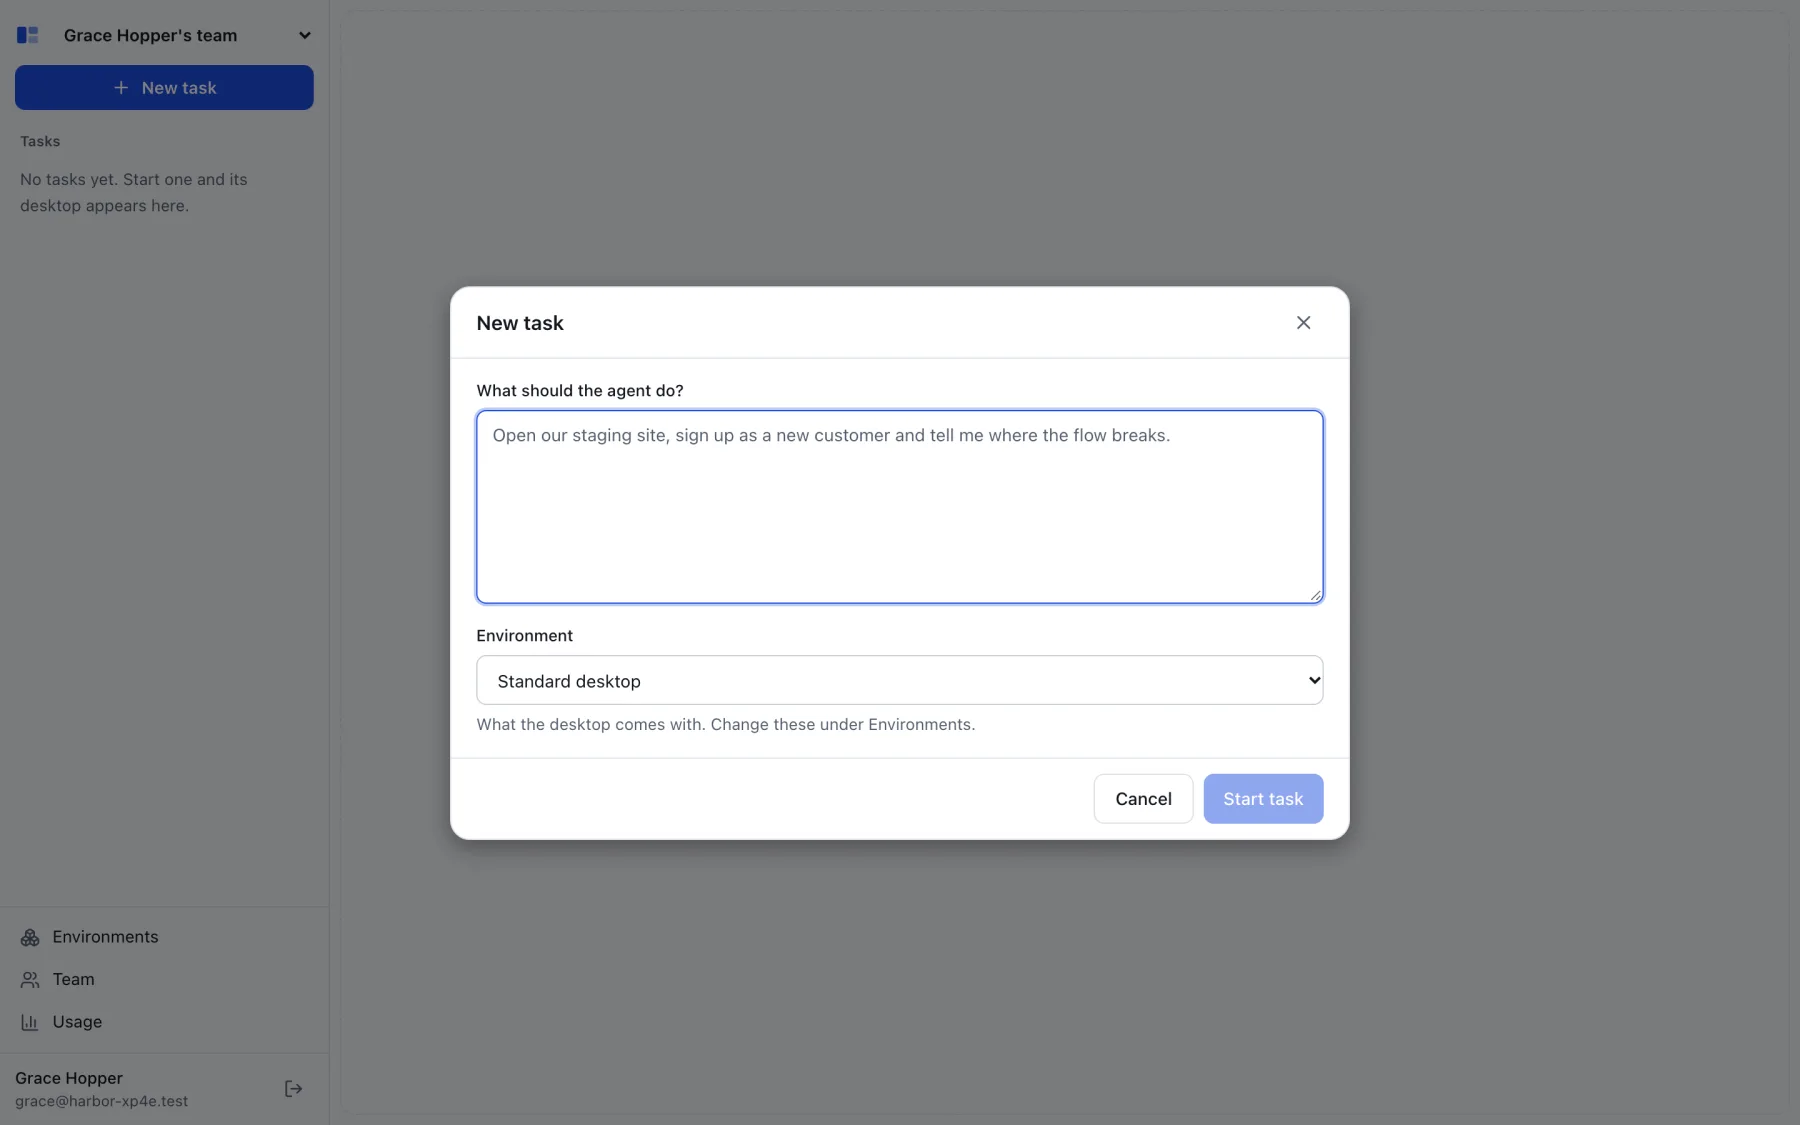 Grace Hopper's team
New task
Tasks
No tasks yet. Start one and its
desktop appears here.
New task
What should the agent do?
Open our staging site, sign up as a new customer and tell me where the flow breaks.
Environment
Standard desktop
What the desktop comes with. Change these under Environments.
Cancel
Start task
Environments
Team
Usage
Grace Hopper
grace@harbor-xp4e.test